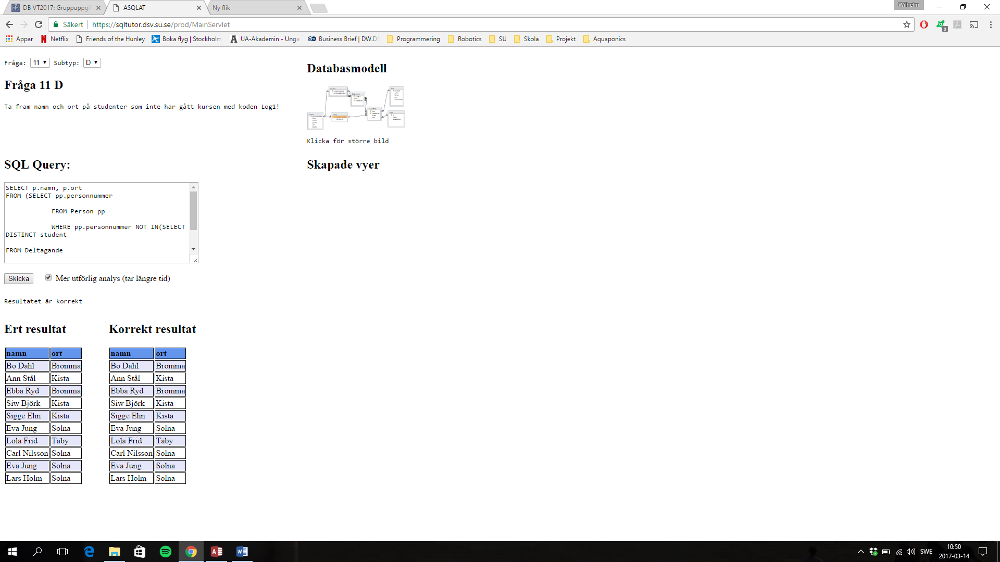 DB VT2017: Gruppuppgif
ASQLAT
Ny flik
Wilhelm
Säkert
https://sqltutor.dsv.su.se/prod/MainServlet
0
Appar
Netflix
Friends of the Hunley
Boka flyg | Stockholm
UA-Akademin - Unga
Business Brief | DW.DE
Programmering
Robotics
SU
Skola
Projekt
Aquaponics
Fråga: 11 Subtyp: D
Fråga 11 D
Ta fram namn och ort på studenter som inte har gått kursen med koden Log1!
Databasmodell
Klicka för större bild
SQL Query:
Skapade vyer
SELECT p.namn, p.ort
FROM (SELECT pp.personnummer
FROM Person pp
WHERE pp.personnummer NOT IN(SELECT
DISTINCT student
FROM Deltagande
Skicka
Mer utförlig analys (tar längre tid)
Resultatet är korrekt
Ert resultat
namn ort
Bo Dahl Bromma
Ann Stål Kista
Ebba Ryd Bromma
Siw Björk Kista
Sigge Ehn Kista
Eva Jung Solna
Lola Frid Täby
Carl Nilsson Solna
Eva Jung Solna
Lars Holm Solna
Korrekt resultat
namn ort
Bo Dahl Bromma
Ann Stål Kista
Ebba Ryd Bromma
Siw Björk Kista
Sigge Ehn Kista
Eva Jung Solna
Lola Frid Täby
Carl Nilsson Solna
Eva Jung Solna
Lars Holm Solna
SWE
10:50
2017-03-14